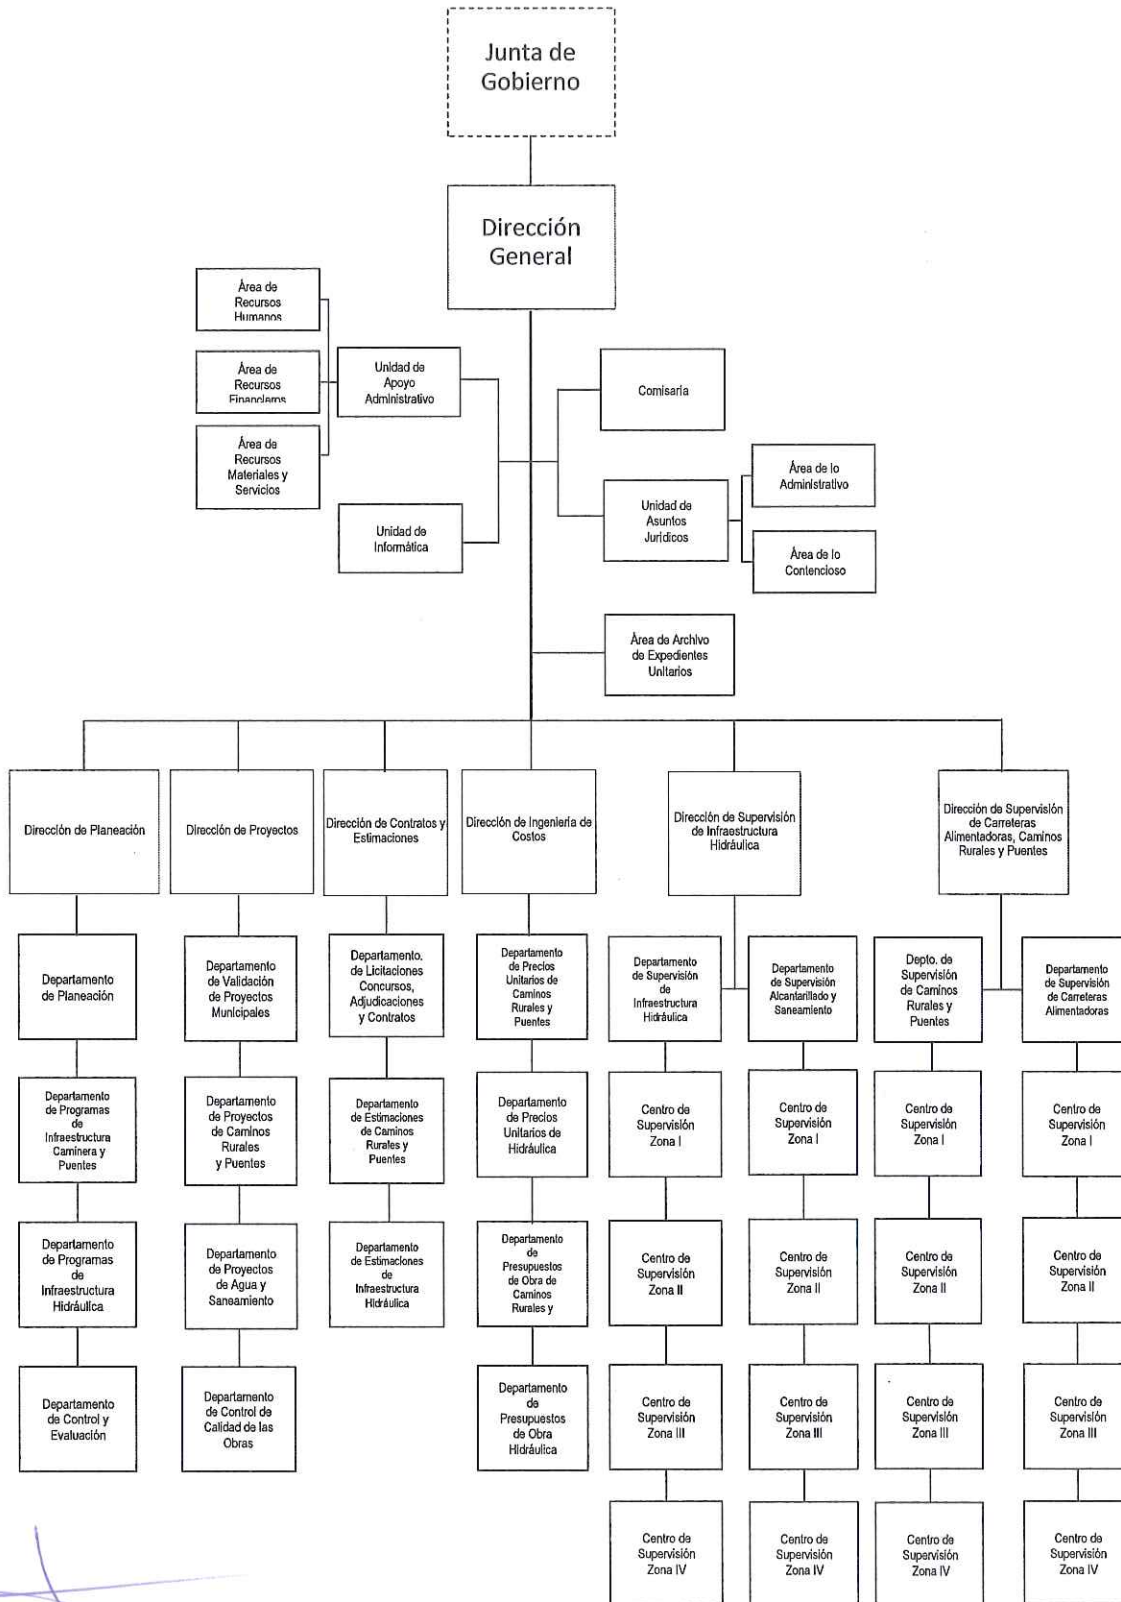 Junta de
Gobierno
Dirección
General
Área de
Recursos
Humanos
Área de
Recursos
Financieros
Área de
Recursos
Materiales y
Servicios
Unidad de
Apoyo
Administrativo
Unidad de
Informática
Comisaria
Unidad de
Asuntos
Jurídicos
Área de lo
Administrativo
Área de lo
Contencioso
Área de Archivo
de Expedientes
Unitarios
Dirección de Planeación
Dirección de Proyectos
Dirección de Contratos y
Estimaciones
Dirección de Ingeniería de
Costos
Dirección de Supervisión
de Infraestructura
Hidráulica
Dirección de Supervisión
de Carreteras
Alimentadoras, Caminos
Rurales y Puentes
Departamento
de Planeación
Departamento
de Validación
de Proyectos
Municipales
Departamento.
de Licitaciones
Concursos,
Adjudicaciones
y Contratos
Departamento
de Precios
Unitarios de
Caminos
Rurales y
Puentes
Departamento
de Supervisión
de
Infraestructura
Hidráulica
Departamento
de Supervisión
Alcantarillado y
Saneamiento
Depto. de
Supervisión
de Caminos
Rurales y
Puentes
Departamento
de Supervisión
de Carreteras
Alimentadoras
Departamento
de Programas
de
Infraestructura
Caminera y
Puentes
Departamento
de Proyectos
de Caminos
Rurales
y Puentes
Departamento
de Estimaciones
de Caminos
Rurales y
Puentes
Departamento
de Precios
Unitarios de
Hidráulica
Centro de
Supervisión
Zona I
Centro de
Supervisión
Zona I
Centro de
Supervisión
Zona I
Centro de
Supervisión
Zona I
Departamento
de Programas
de
Infraestructura
Hidráulica
Departamento
de Proyectos
de Agua y
Saneamiento
Departamento
de Estimaciones
de
Infraestructura
Hidráulica
Departamento
de
Presupuestos
de Obra de
Caminos
Rurales y
Centro de
Supervisión
Zona II
Centro de
Supervisión
Zona II
Centro de
Supervisión
Zona II
Centro de
Supervisión
Zona II
Departamento
de Control y
Evaluación
Departamento
de Control de
Calidad de las
Obras
Departamento
de
Presupuestos
de Obra
Hidráulica
Centro de
Supervisión
Zona III
Centro de
Supervisión
Zona III
Centro de
Supervisión
Zona III
Centro de
Supervisión
Zona III
Centro de
Supervisión
Zona IV
Centro de
Supervisión
Zona IV
Centro de
Supervisión
Zona IV
Centro de
Supervisión
Zona IV